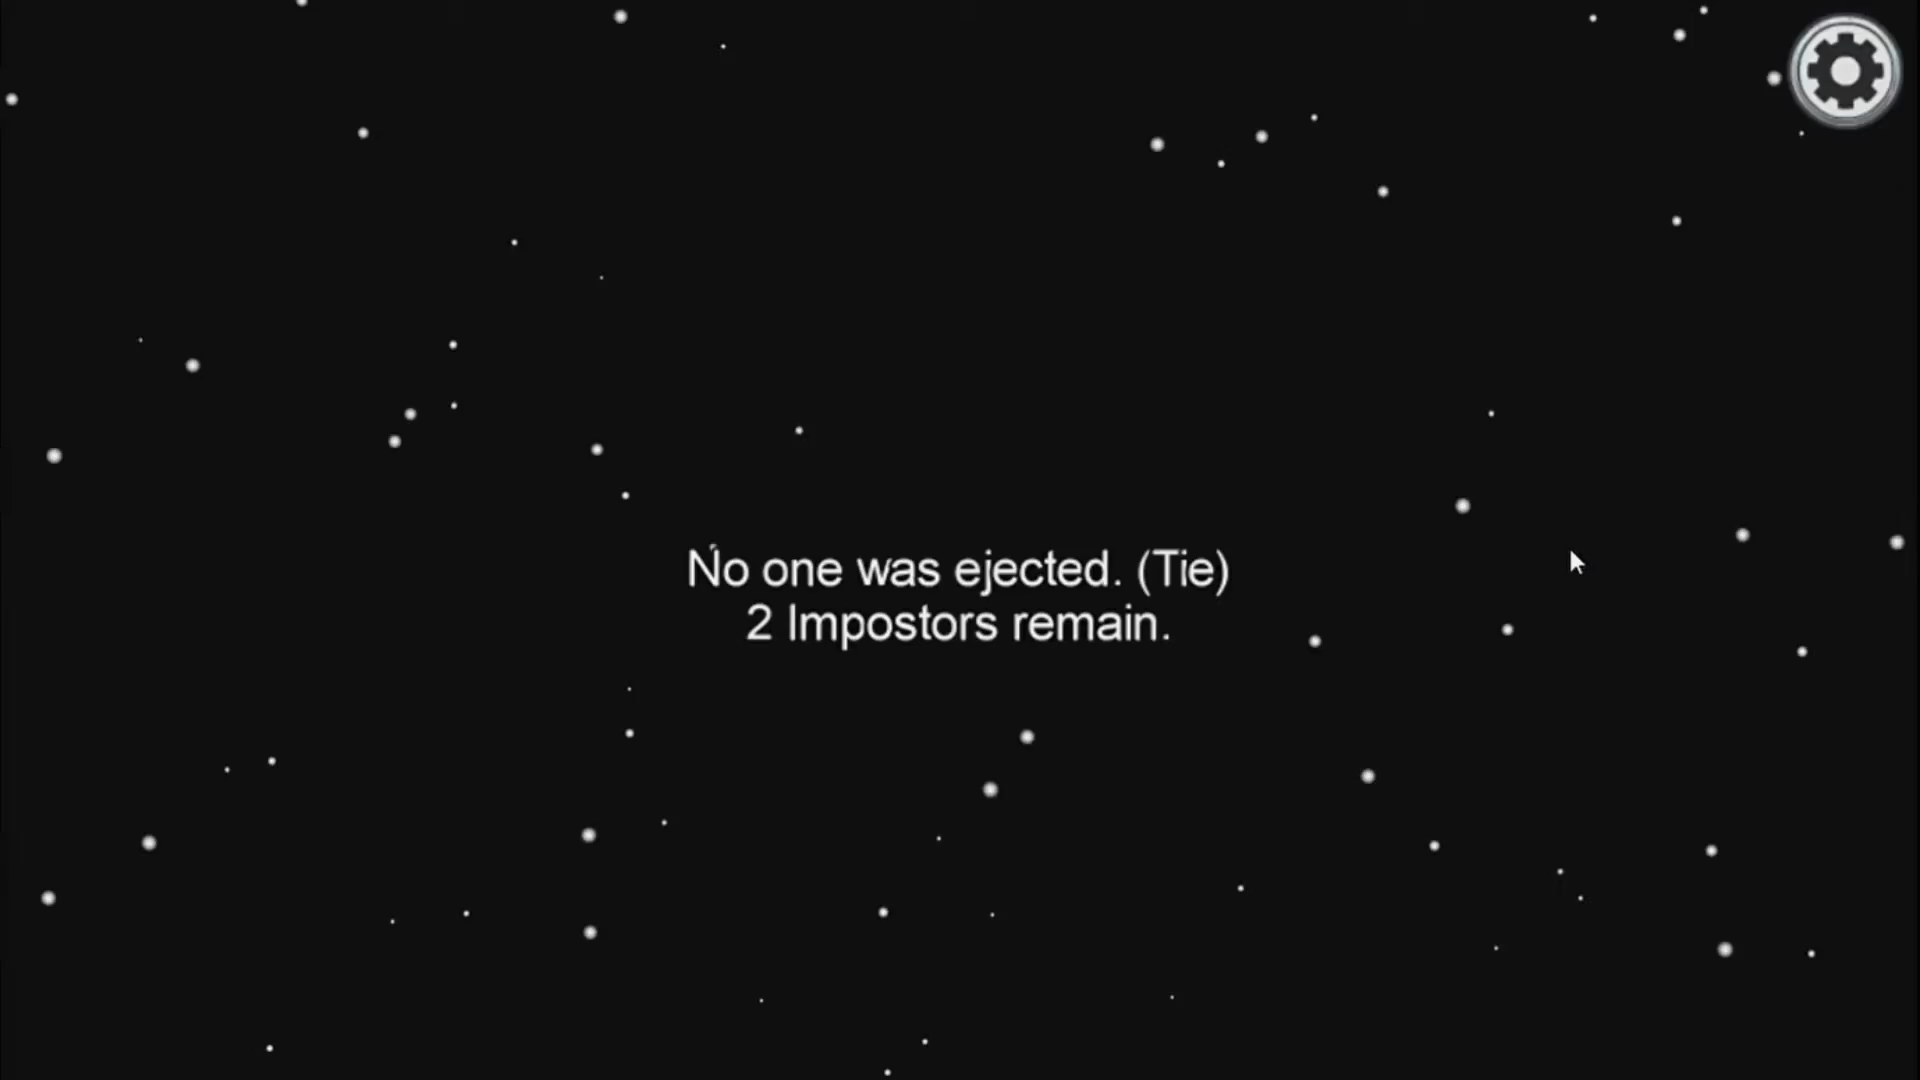 No one was ejected. (Tie)
2 Impostors remain.